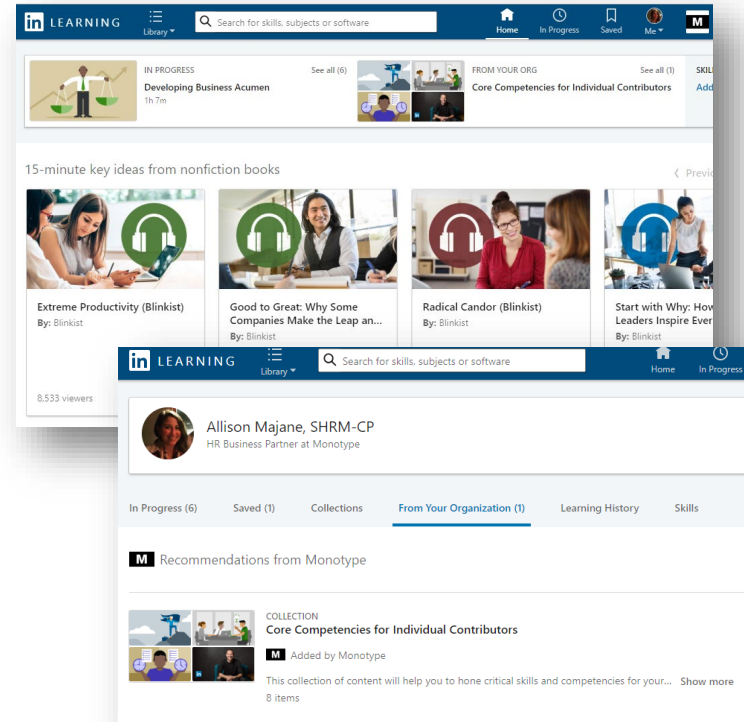 in LEARNING
Library
Search for skills, subjects or software
Home
In Progress
Saved
Me
M
IN PROGRESS
See all (6)
Developing Business Acumen
1h 7m
FROM YOUR ORG
See all (1)
Core Competencies for Individual Contributors
15-minute key ideas from nonfiction books
Extreme Productivity (Blinkist)
By: Blinkist
8,533 viewers
Good to Great: Why Some
Companies Make the Leap an...
By: Blinkist
Radical Candor (Blinkist)
By: Blinkist
Start with Why: How
Leaders Inspire Ever
By: Blinkist
in LEARNING
Library
Search for skills, subjects or software
Home
In Progress
Allison Majane, SHRM-CP
HR Business Partner at Monotype
In Progress (6)
Saved (1)
Collections
From Your Organization (1)
Learning History
Skills
M Recommendations from Monotype
COLLECTION
Core Competencies for Individual Contributors
M Added by Monotype
This collection of content will help you to hone critical skills and competencies for your... Show more
8 items